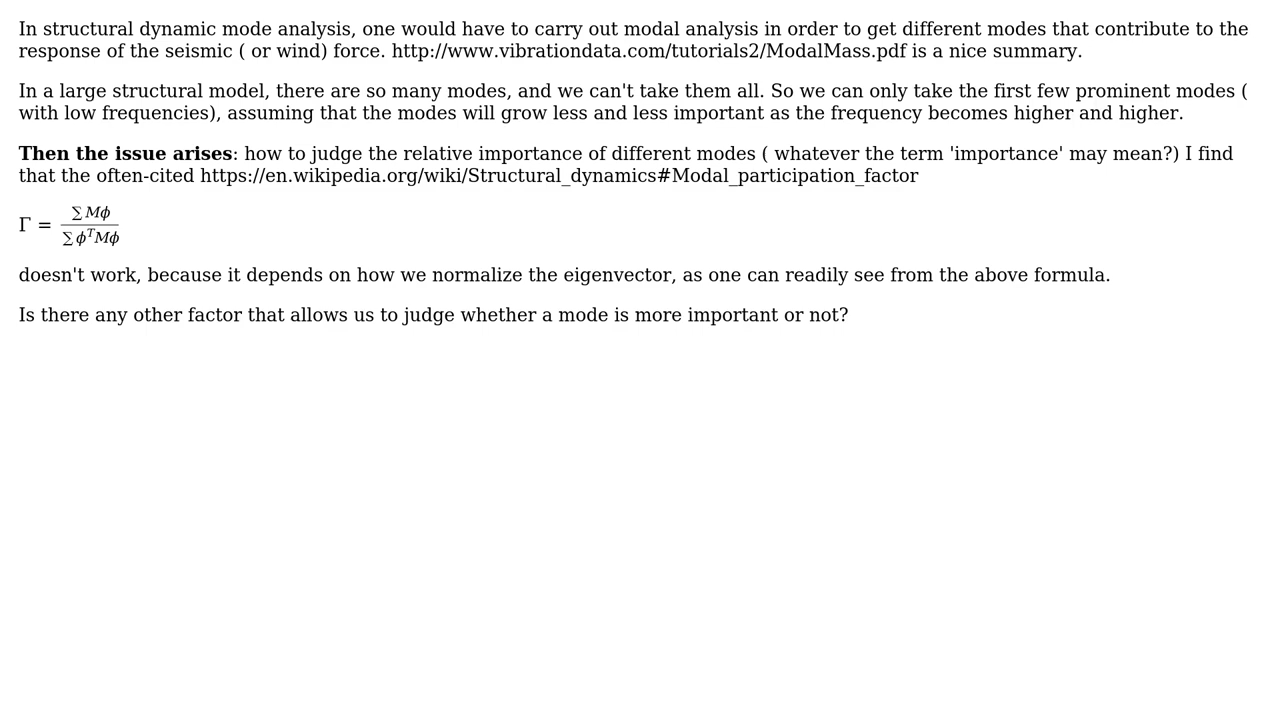 In structural dynamic mode analysis, one would have to carry out modal analysis in order to get different modes that contribute to the
response of the seismic ( or wind) force. http://www.vibrationdata.com/tutorials2/ModalMass.pdf is a nice summary.
In a large structural model, there are so many modes, and we can't take them all. So we can only take the first few prominent modes (
with low frequencies), assuming that the modes will grow less and less important as the frequency becomes higher and higher.
Then the issue arises: how to judge the relative importance of different modes ( whatever the term 'importance' may mean?) I find
that the often-cited https://en.wikipedia.org/wiki/Structural_dynamics#Modal_participation_factor
Γ = \frac{\sum Mϕ}{\sum ϕ^T Mϕ}
doesn't work, because it depends on how we normalize the eigenvector, as one can readily see from the above formula.
Is there any other factor that allows us to judge whether a mode is more important or not?